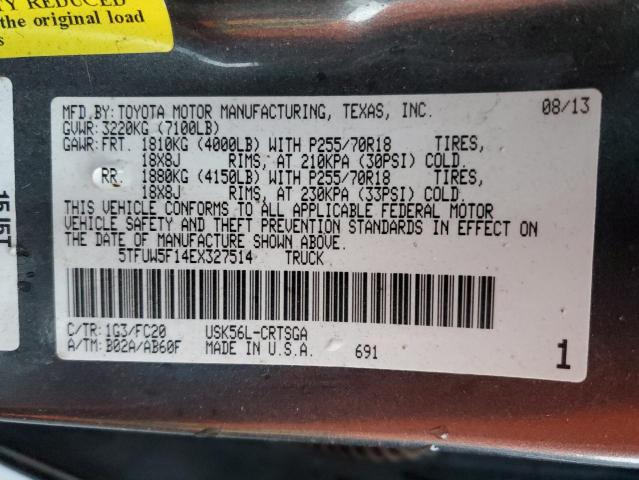 TY REDUCED
the original load
s
MFD.BY: TOYOTA MOTOR MANUFACTURING, TEXAS, INC. 08/13
GVWR: 3220KG (7100LB)
GAWR: FRT. 1810KG (4000LB) WITH P255/70R18 TIRES,
18X8J RIMS, AT 210KPA (30PSI) COLD.
RR. 1880KG (4150LB) WITH P255/70R18 TIRES,
18X8J RIMS, AT 230KPA (33PSI) COLD.
THIS VEHICLE CONFORMS TO ALL APPLICABLE FEDERAL MOTOR
VEHICLE SAFETY AND THEFT PREVENTION STANDARDS IN EFFECT ON
THE DATE OF MANUFACTURE SHOWN ABOVE.
5TFUW5F14EX327514 TRUCK
C/TR: 1G3/FC20 USK56L-CRTSGA
A/TM: B02A/AB60F MADE IN U.S.A. 691
1